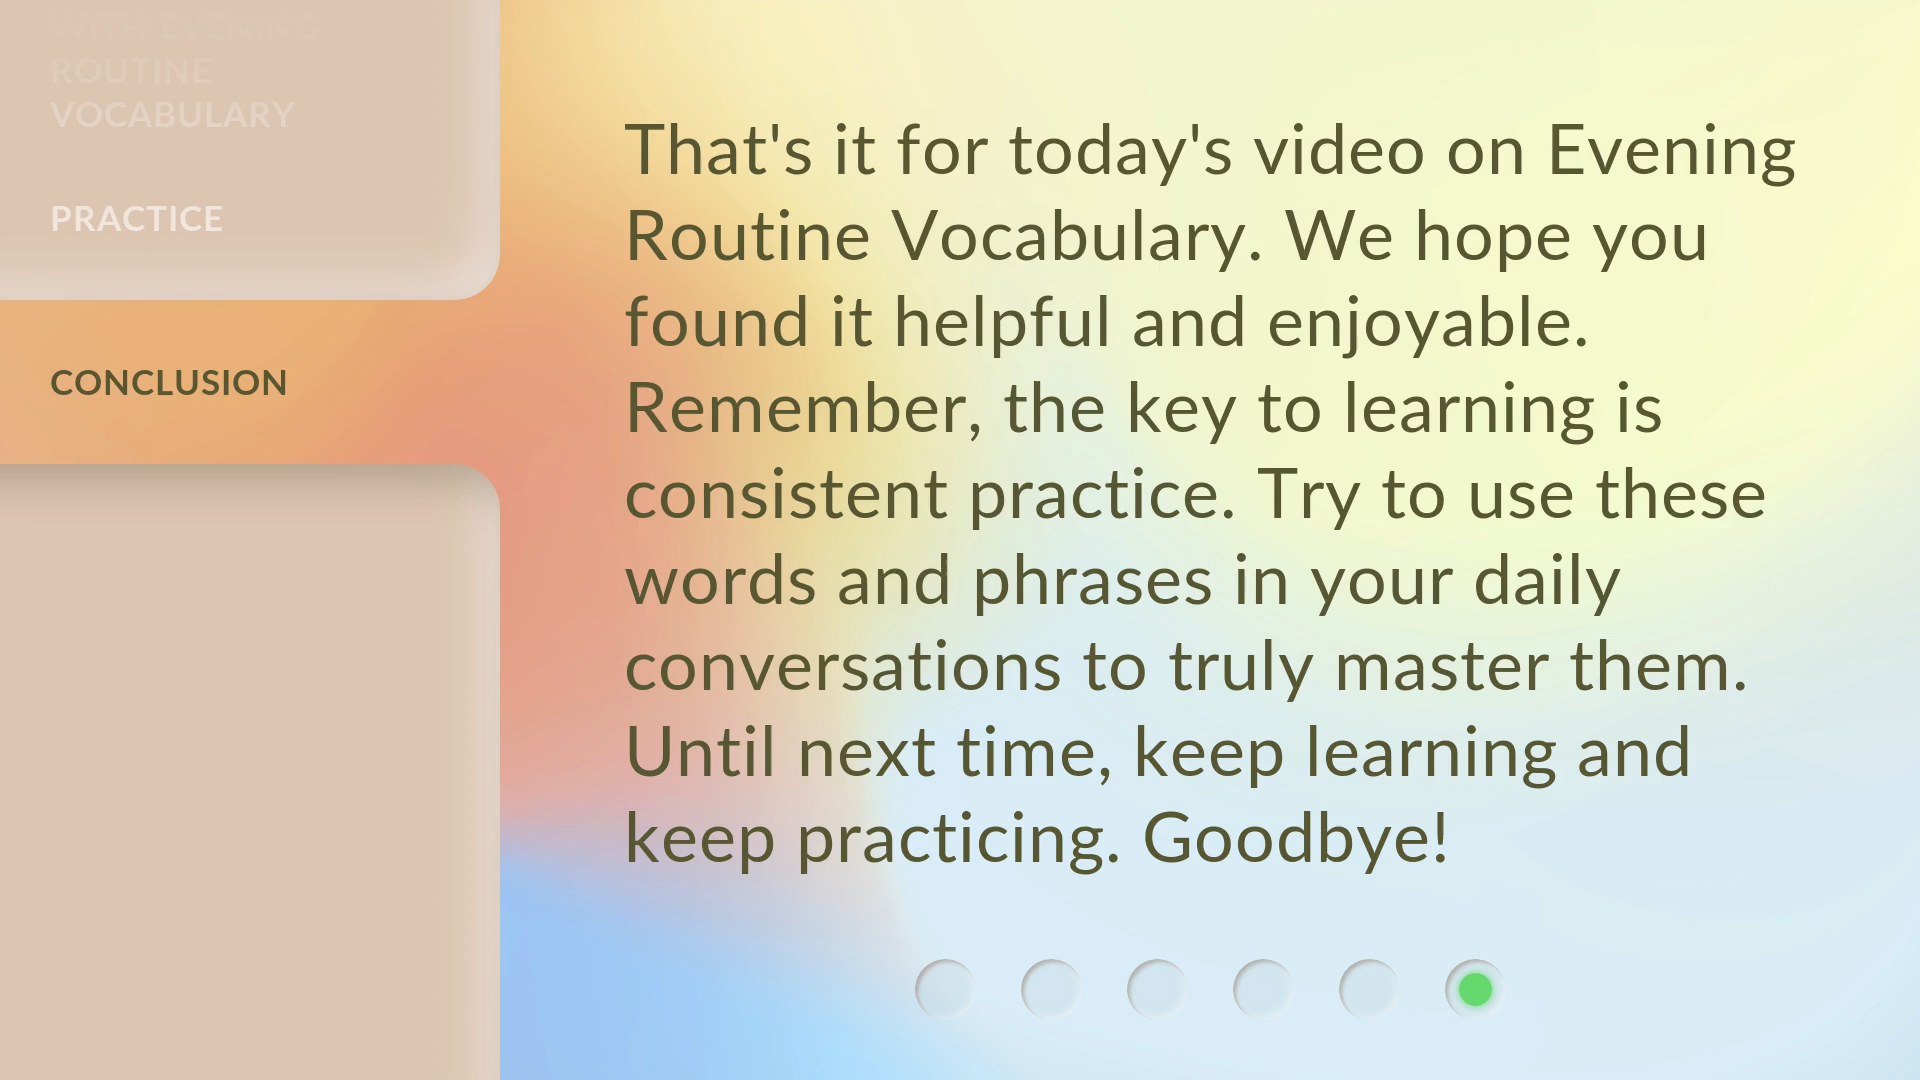 WITH EVENING
ROUTINE
VOCABULARY
PRACTICE
CONCLUSION
That's it for today's video on Evening
Routine Vocabulary. We hope you
found it helpful and enjoyable.
Remember, the key to learning is
consistent practice. Try to use these
words and phrases in your daily
conversations to truly master them.
Until next time, keep learning and
keep practicing. Goodbye!